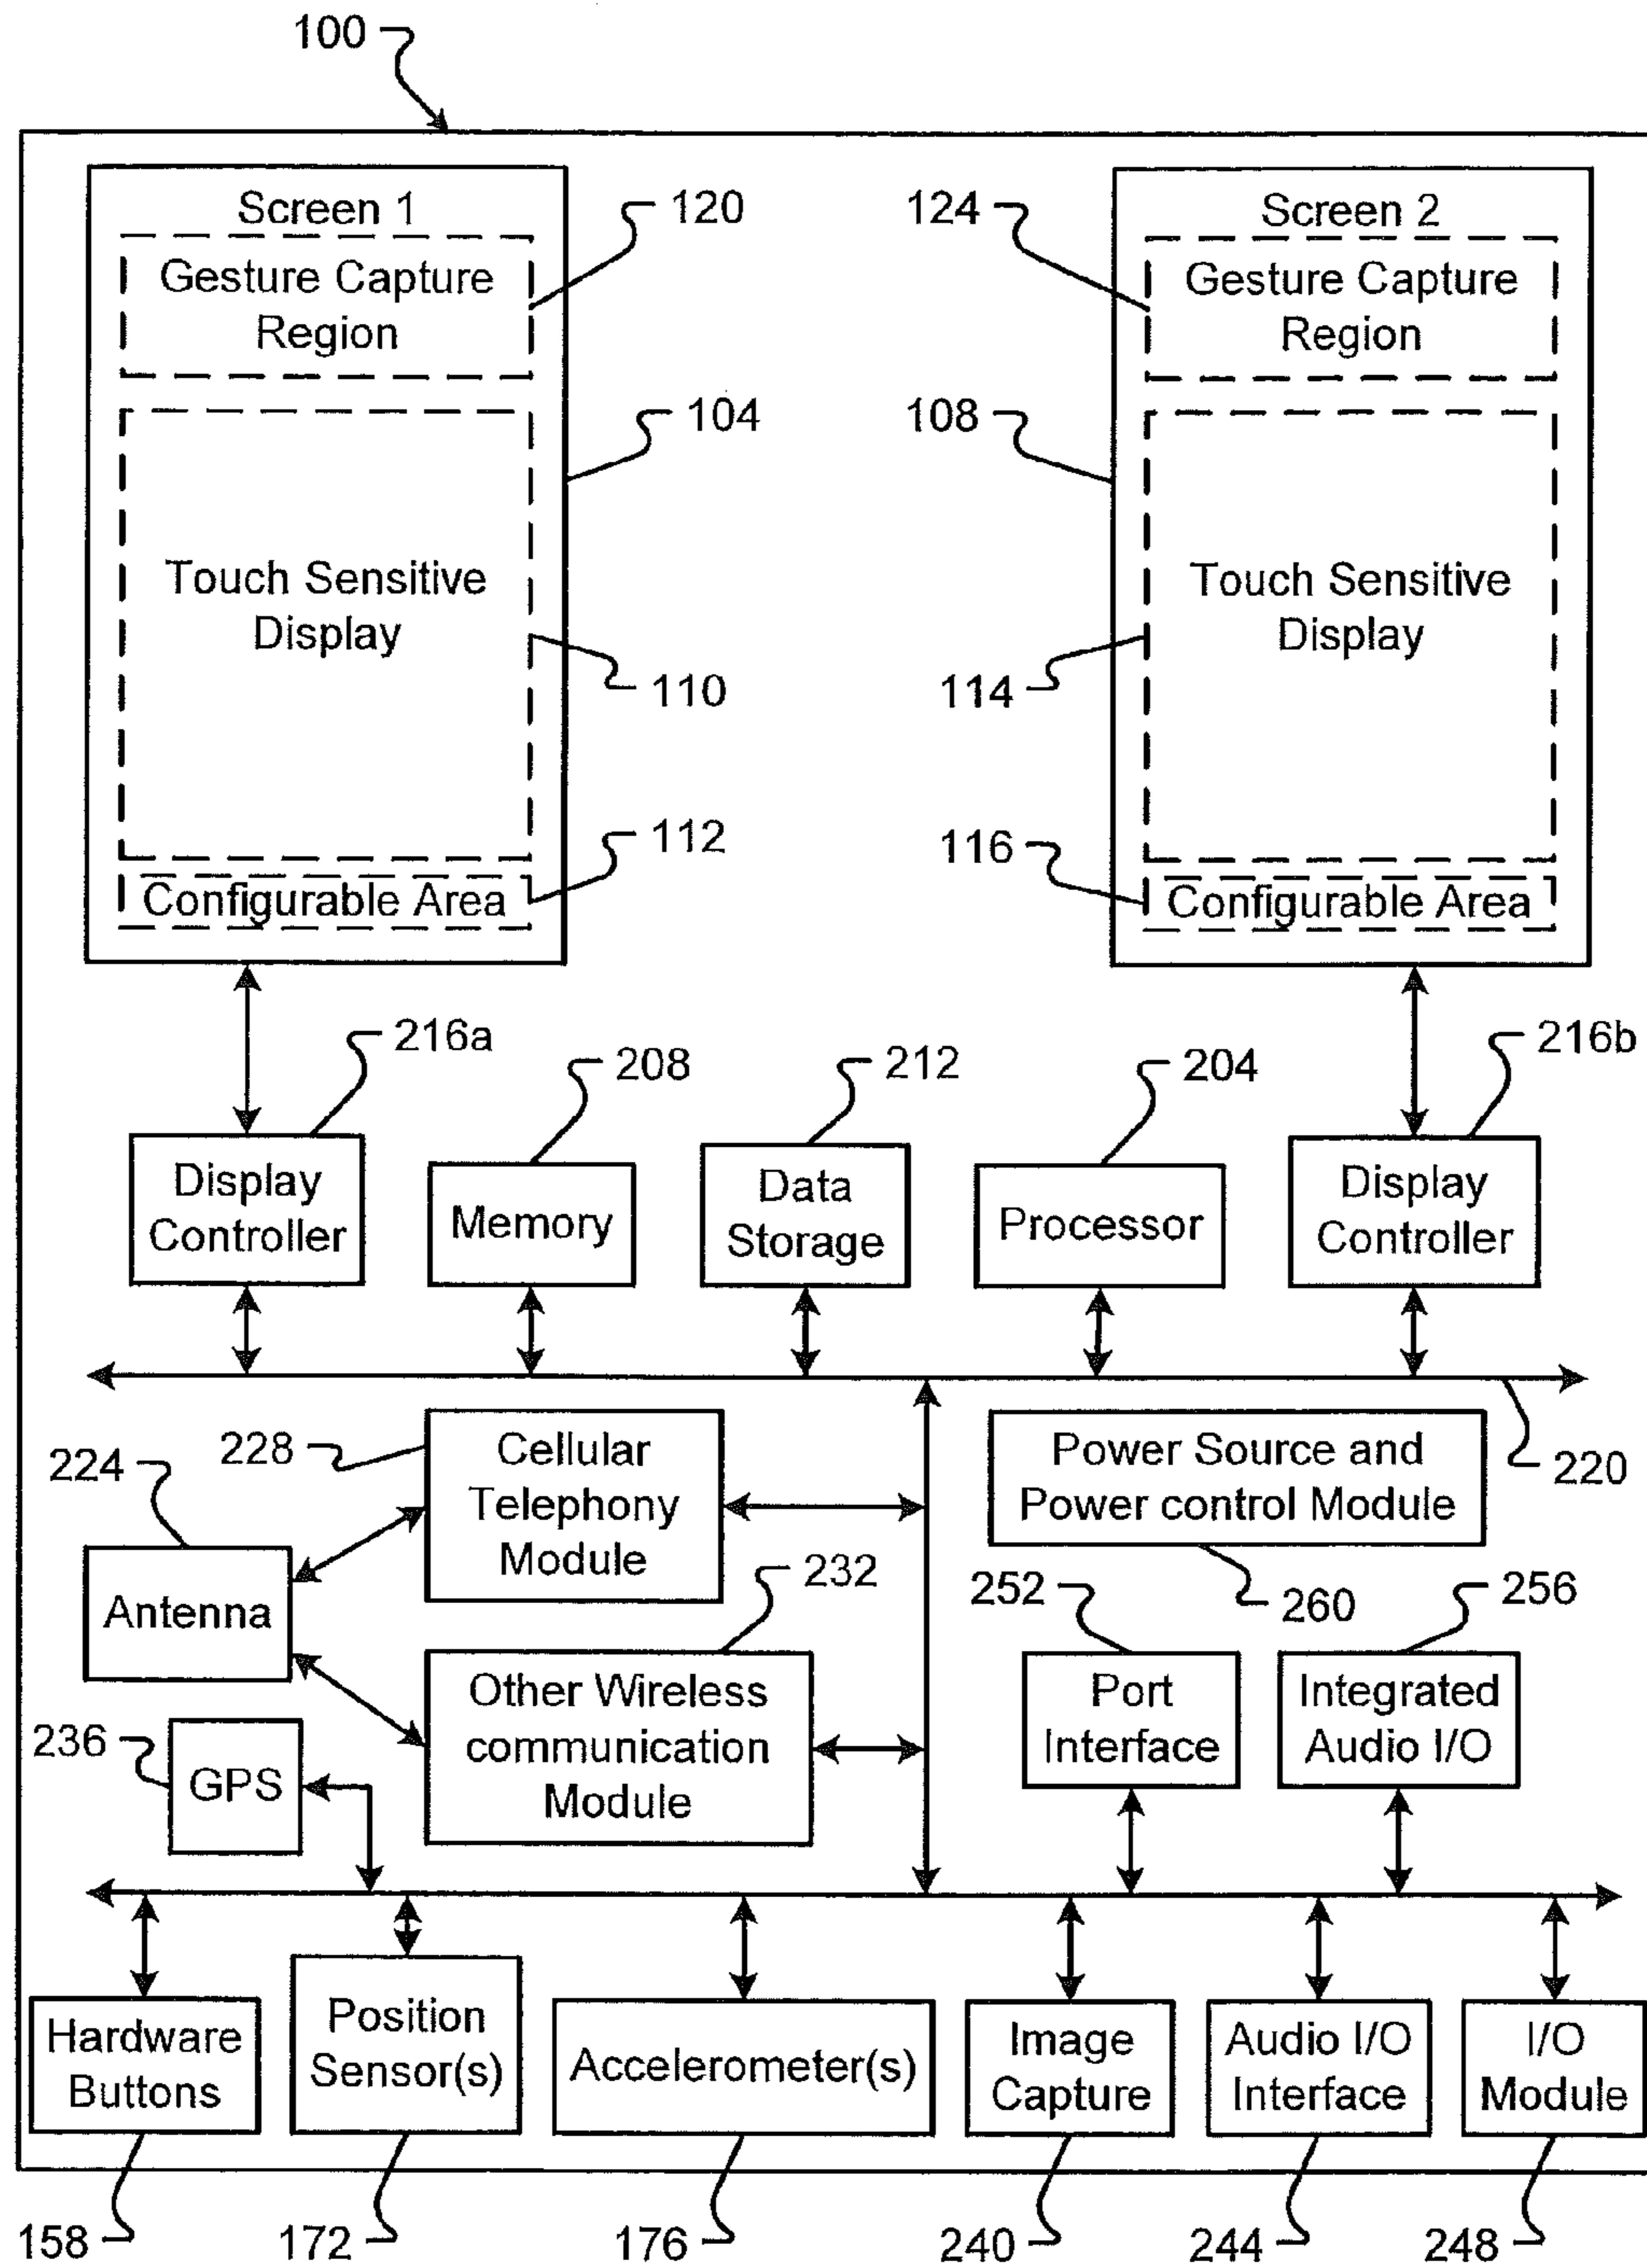 100
Screen 1
Gesture Capture
Region
120
Touch Sensitive
Display
104
110
Configurable Area
112
Screen 2
124
Gesture Capture
Region
108
Touch Sensitive
Display
114
116
Configurable Area
216a
208
212
204
216b
Display
Controller
Memory
Data
Storage
Processor
Display
Controller
220
228
Cellular
Telephony
Module
Power Source and
Power control Module
260
224
Antenna
232
Other Wireless
communication
Module
252
Port
Interface
256
Integrated
Audio I/O
236
GPS
Hardware
Buttons
Position
Sensor(s)
Accelerometer(s)
Image
Capture
Audio I/O
Interface
I/O
Module
158
172
176
240
244
248